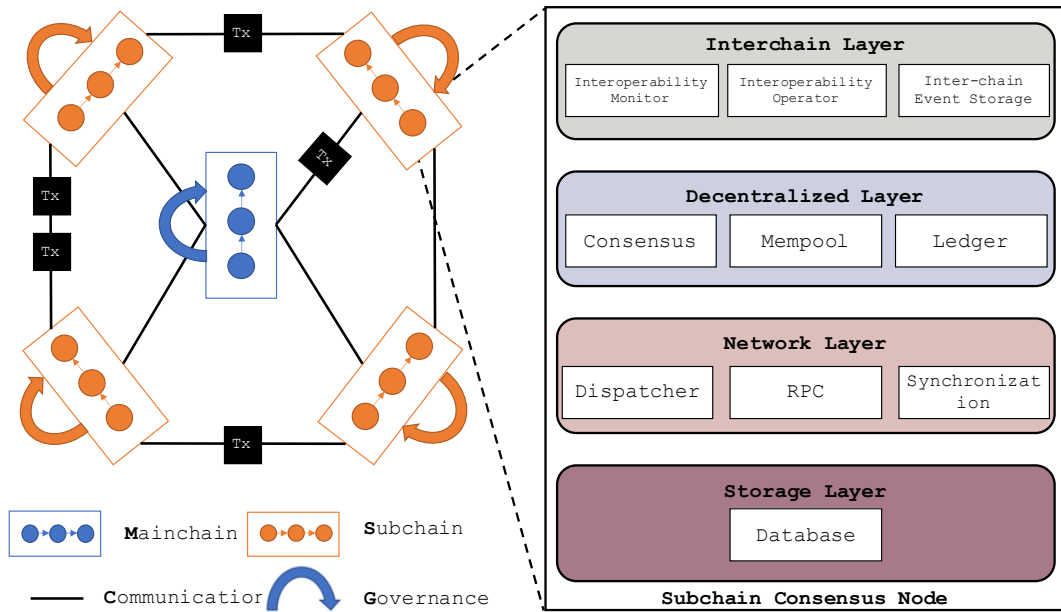 Tx
Tx
Tx
Tx
Tx
Mainchain
Subchain
Communication
Governance
Interchain Layer
Interoperability
Monitor
Interoperability
Operator
Inter-chain
Event Storage
Decentralized Layer
Consensus
Mempool
Ledger
Network Layer
Dispatcher
RPC
Synchronizat
ion
Storage Layer
Database
Subchain Consensus Node